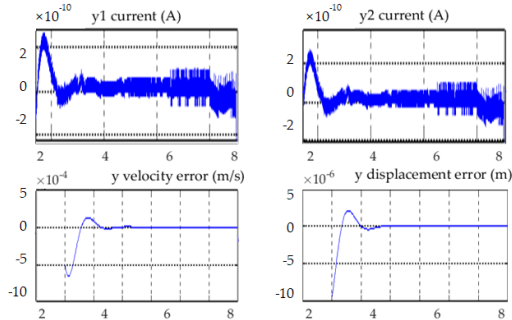 ×10⁻¹⁰ y1 current (A)
2
0
-2
2 4 6 8
×10⁻¹⁰ y2 current (A)
2
0
-2
2 4 6 8
×10⁻⁴ y velocity error (m/s)
5
0
-5
-10
2 4 6 8
×10⁻⁶ y displacement error (m)
5
0
-5
-10
2 4 6 8